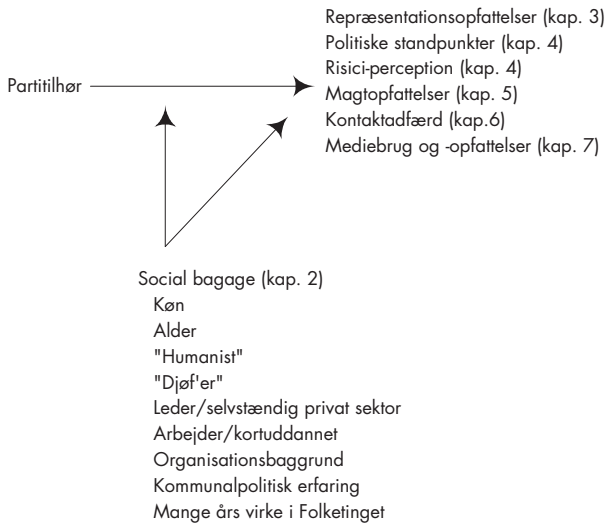 Repræsentationsopfattelser (kap. 3)
Politiske standpunkter (kap. 4)
Risici-perception (kap. 4)
Partitilhør
Magtopfattelser (kap. 5)
Kontaktadfærd (kap.6)
Mediebrug og -opfattelser (kap. 7)
Social bagage (kap. 2)
Køn
Alder
"Humanist"
"Djøf'er"
Leder/selvstændig privat sektor
Arbejder/kortuddannet
Organisationsbaggrund
Kommunalpolitisk erfaring
Mange års virke i Folketinget